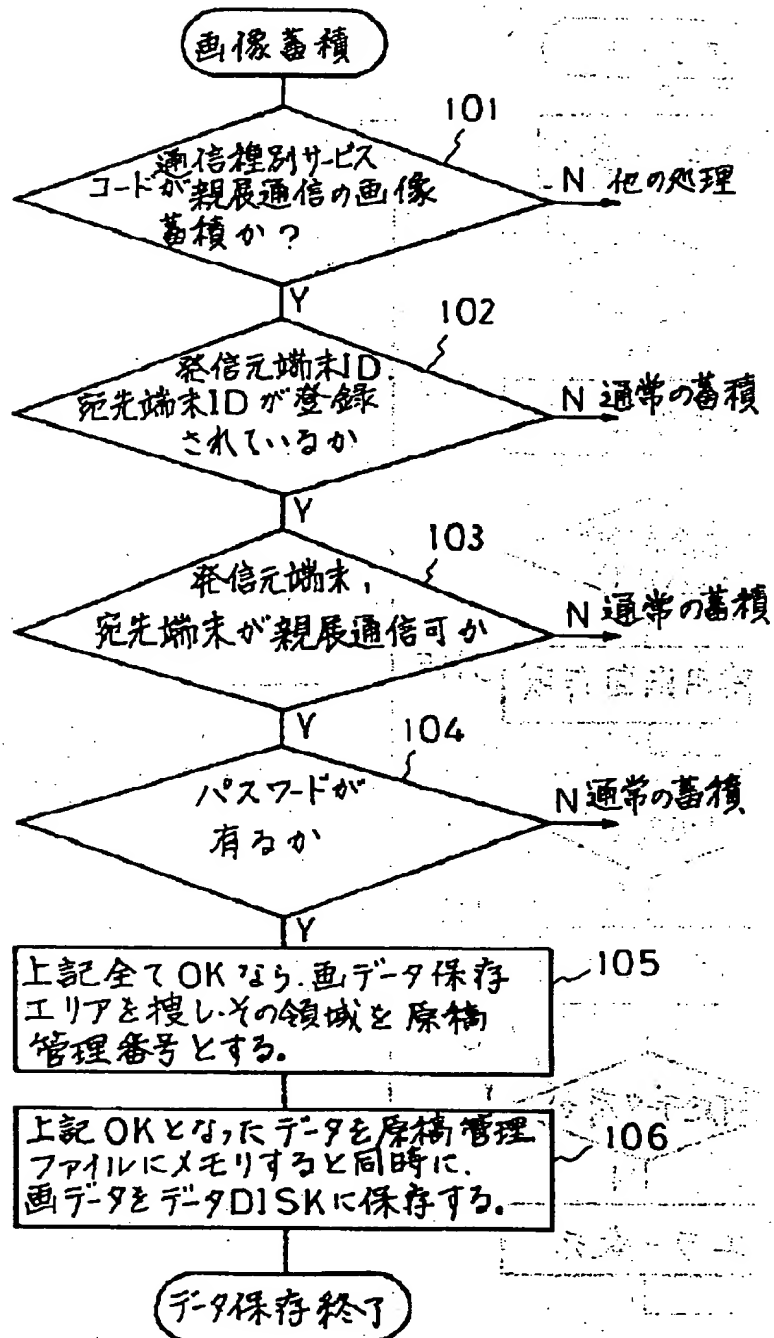 画像蓄積
101
通信種別サービス
コードが親展通信の画像
蓄積か?
N 他の処理
Y
102
発信元端末ID.
宛先端末IDが登録
されているか
N 通常の蓄積
Y
103
発信元端末,
宛先端末が親展通信可か
N 通常の蓄積
Y
104
パスワードが
有るか
N 通常の蓄積
Y
105
上記全てOKなら.画データ保存
エリアを捜し.その領域を原稿
管理番号とする。
106
上記OKとなったデータを原稿管理
ファイルにメモリすると同時に.
画データをデータDISKに保存する。
データ保存終了